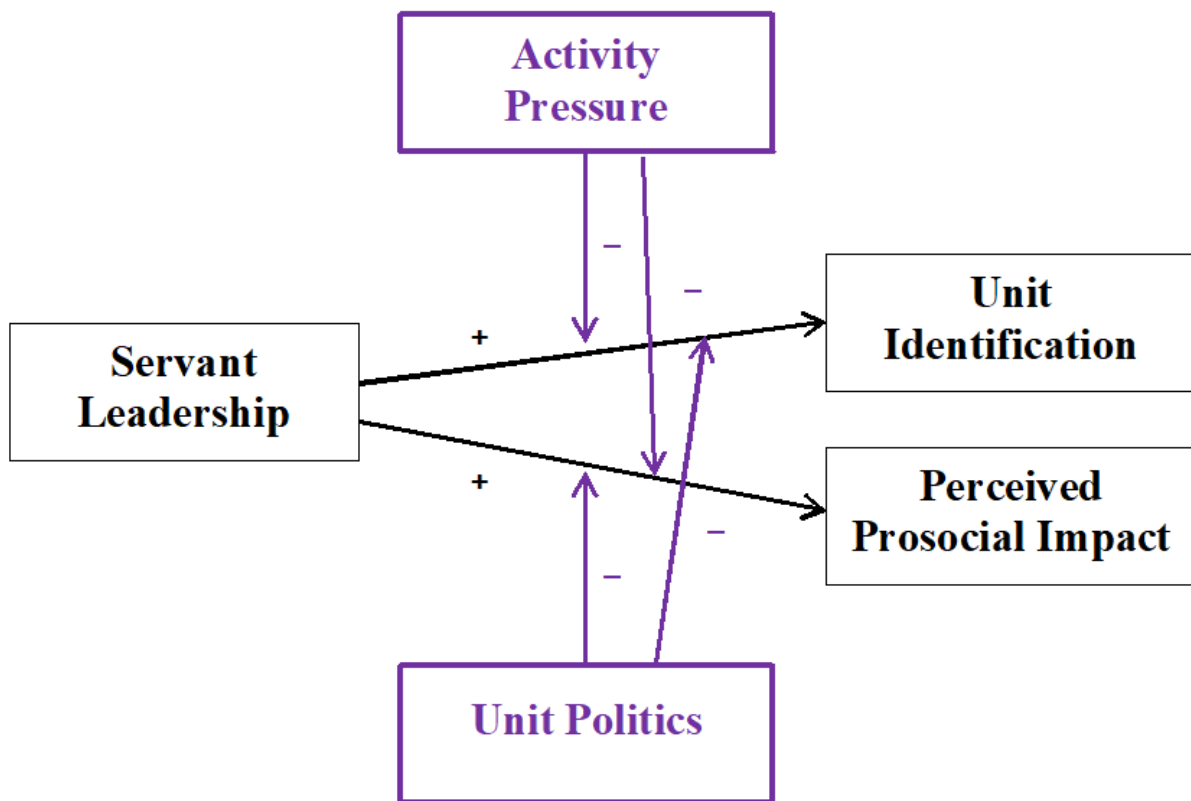 Activity
Pressure
–
–
Unit
Identification
+
Servant
Leadership
+
Perceived
Prosocial Impact
–
–
Unit Politics